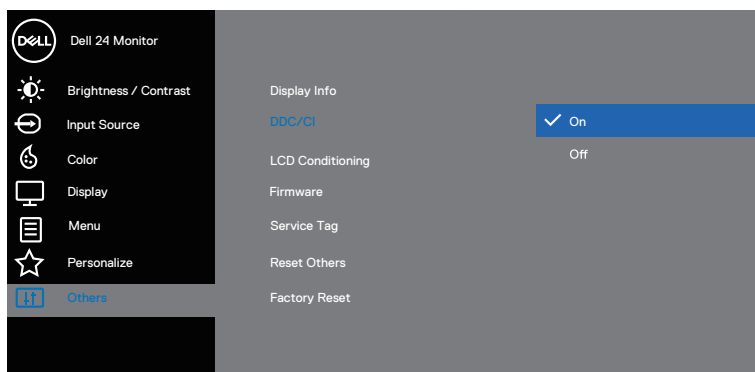 DELL
Dell 24 Monitor
Brightness / Contrast
Input Source
Color
Display
Menu
Personalize
Others
Display Info
DDC/CI
LCD Conditioning
Firmware
Service Tag
Reset Others
Factory Reset
On
Off